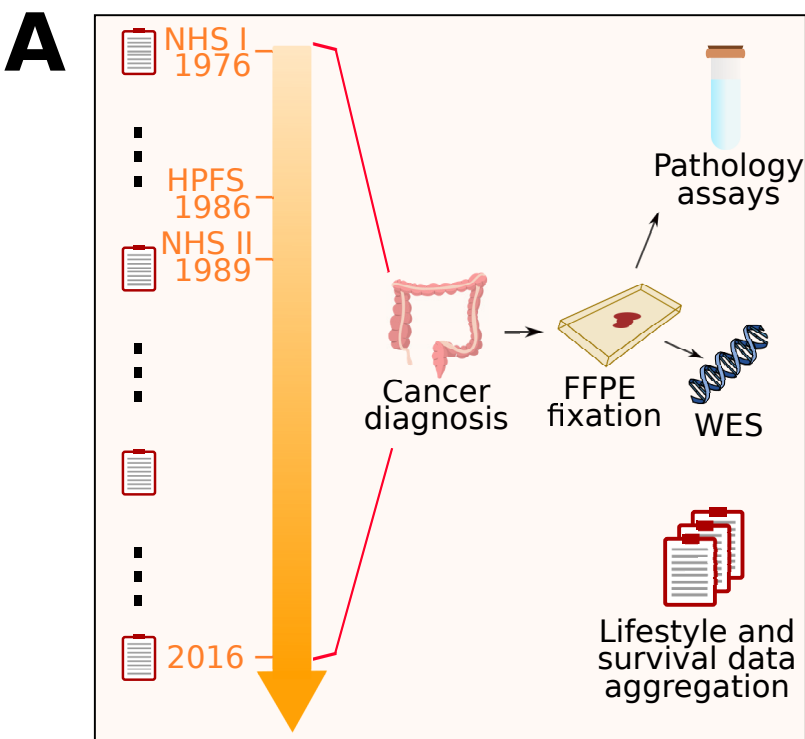 A
NHS I
1976
HPFS
1986
NHS II
1989
2016
Cancer
diagnosis
FFPE
fixation
Pathology
assays
WES
Lifestyle and
survival data
aggregation